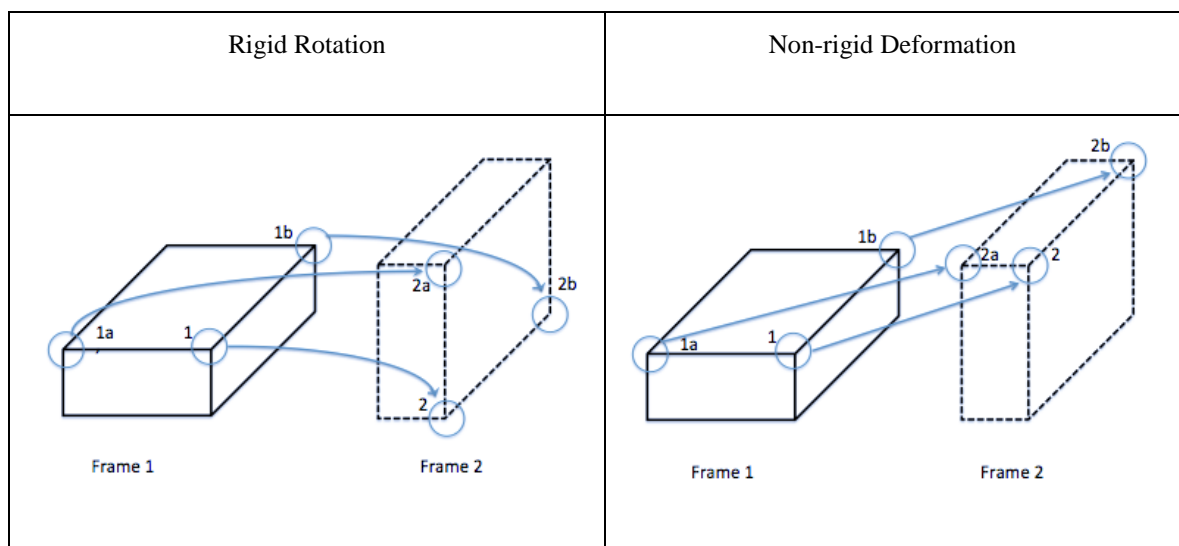 Rigid Rotation
Non-rigid Deformation
1b
1a
1
2a
2b
2
Frame 1
Frame 2
2b
1b
2a
2
1a
1
Frame 1
Frame 2